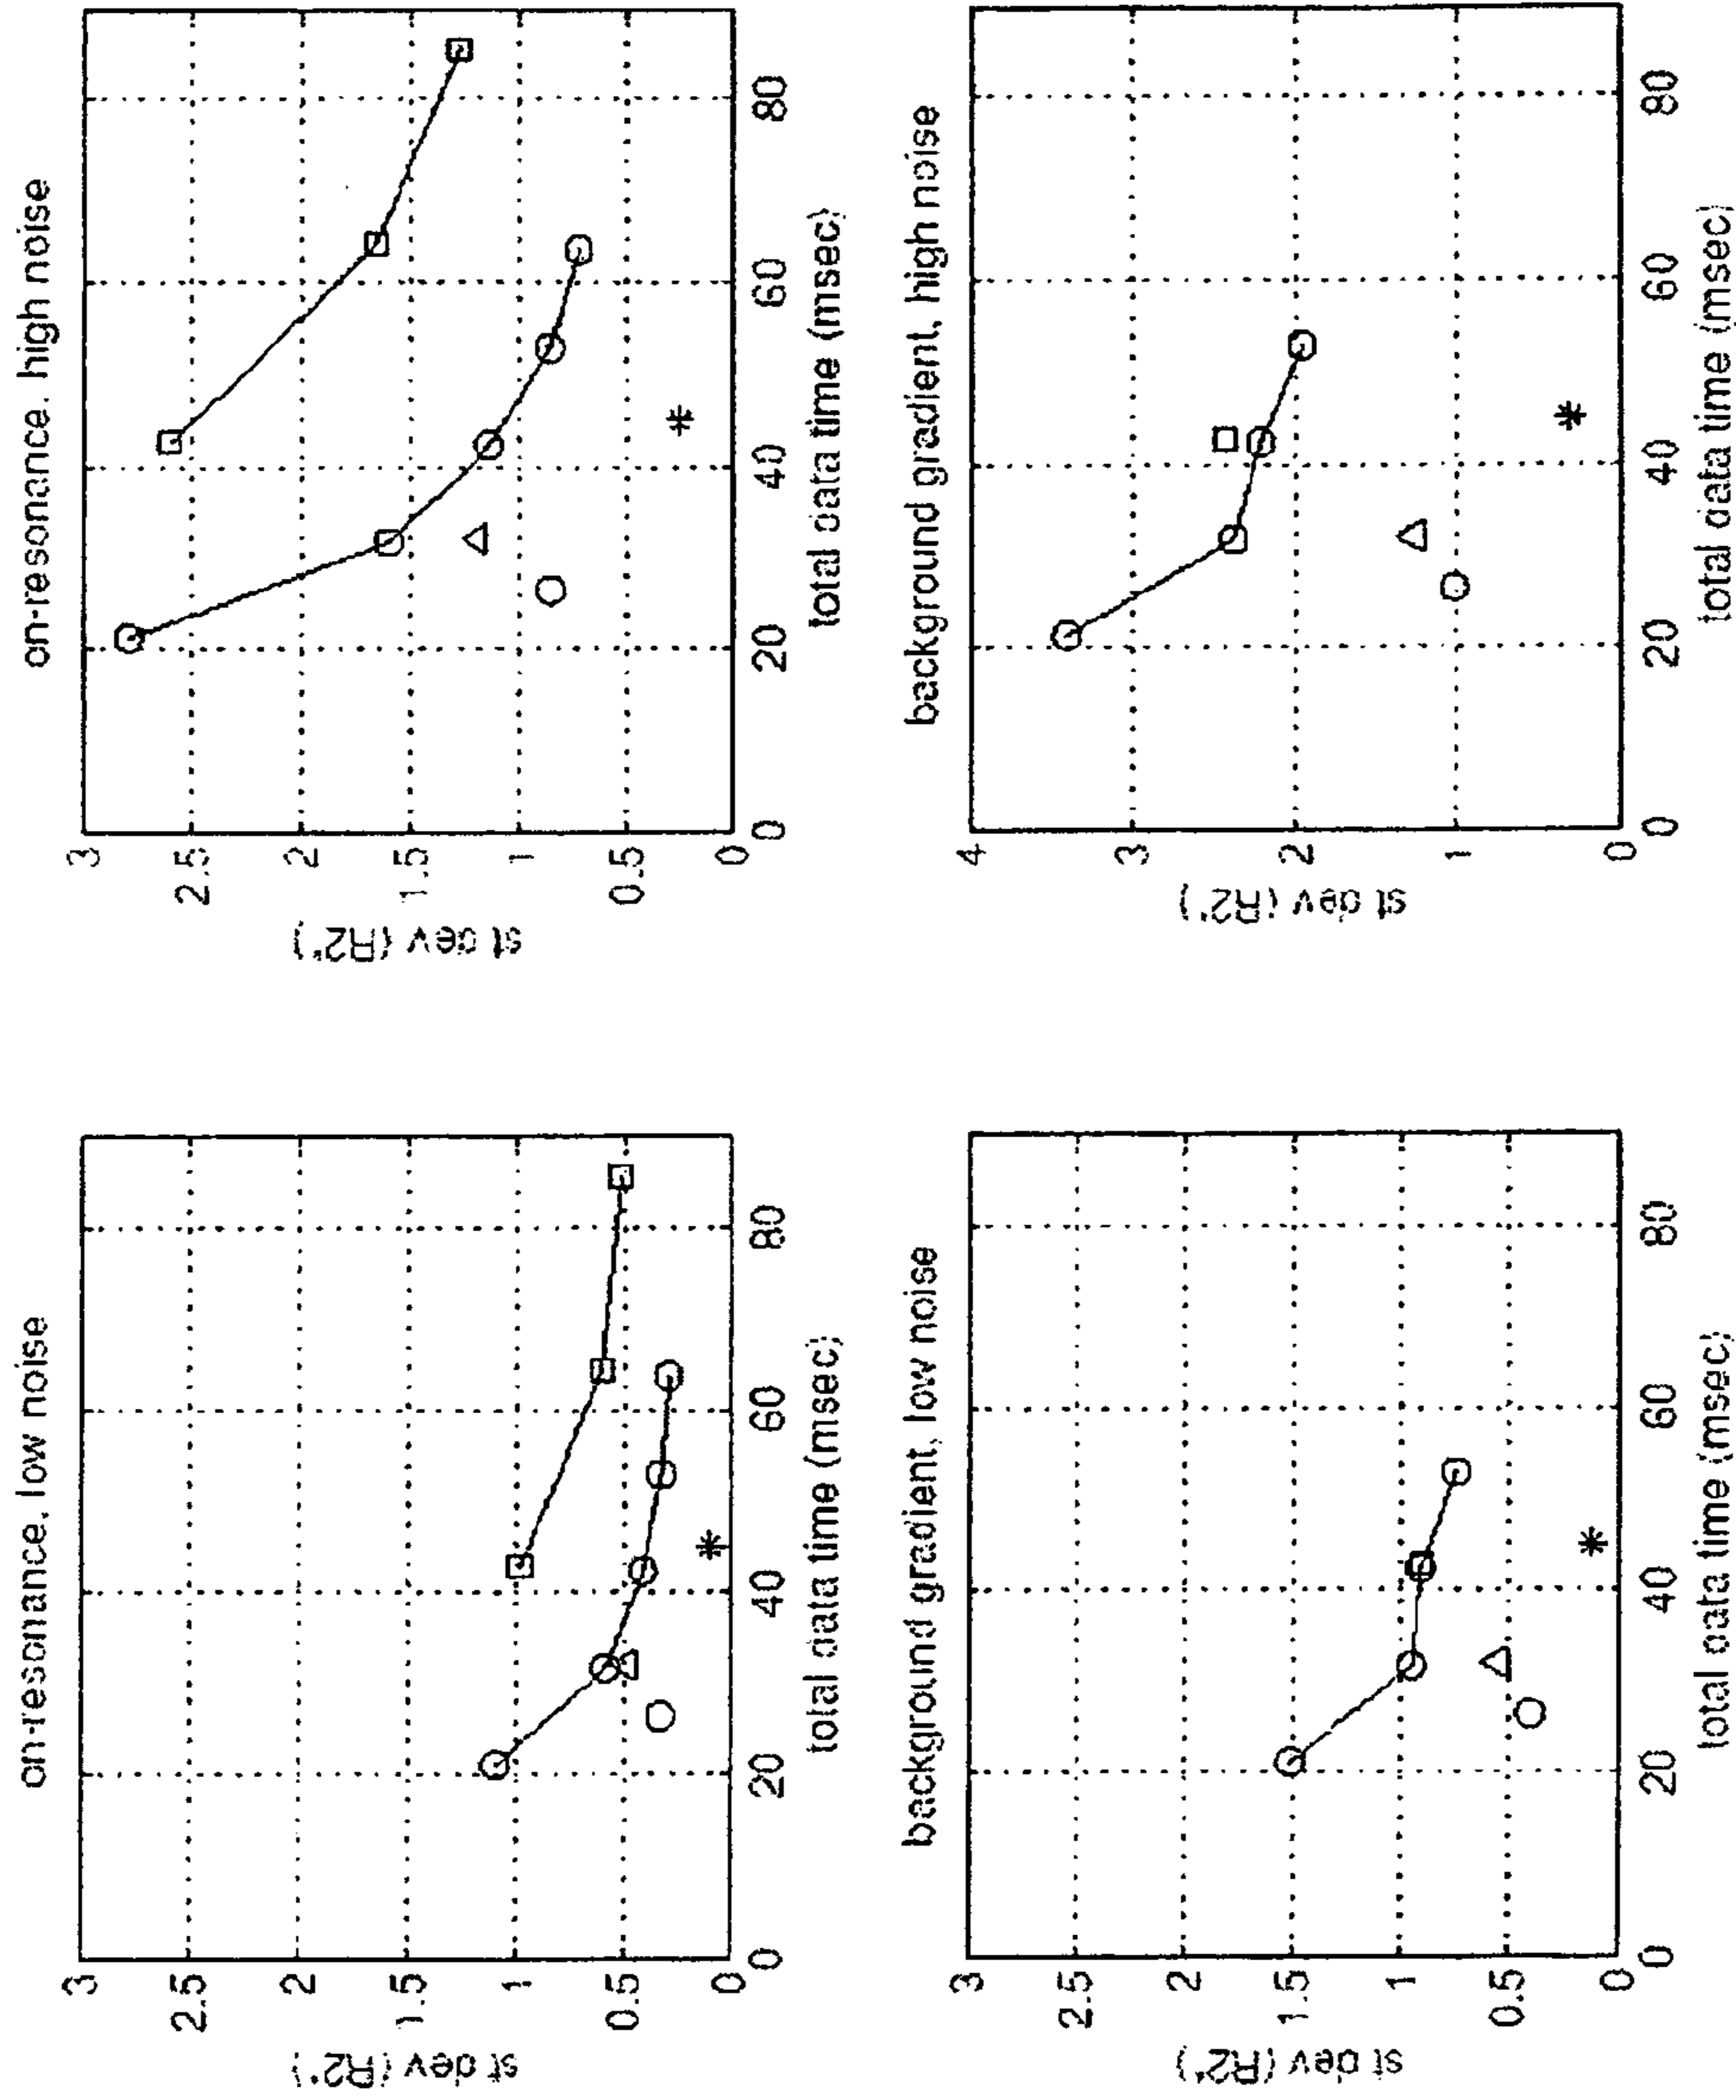 on-resonance, low noise
3
2.5
2
1.5
1
0.5
0
st dev (R2')
0 20 40 60 80
total data time (msec)
on-resonance, high noise
3
2.5
2
1.5
1
0.5
0
st dev (R2')
0 20 40 60 80
total data time (msec)
background gradient, low noise
3
2.5
2
1.5
1
0.5
0
st dev (R2')
0 20 40 60 80
total data time (msec)
background gradient, high noise
4
3
2
1
0
st dev (R2')
0 20 40 60 80
total data time (msec)